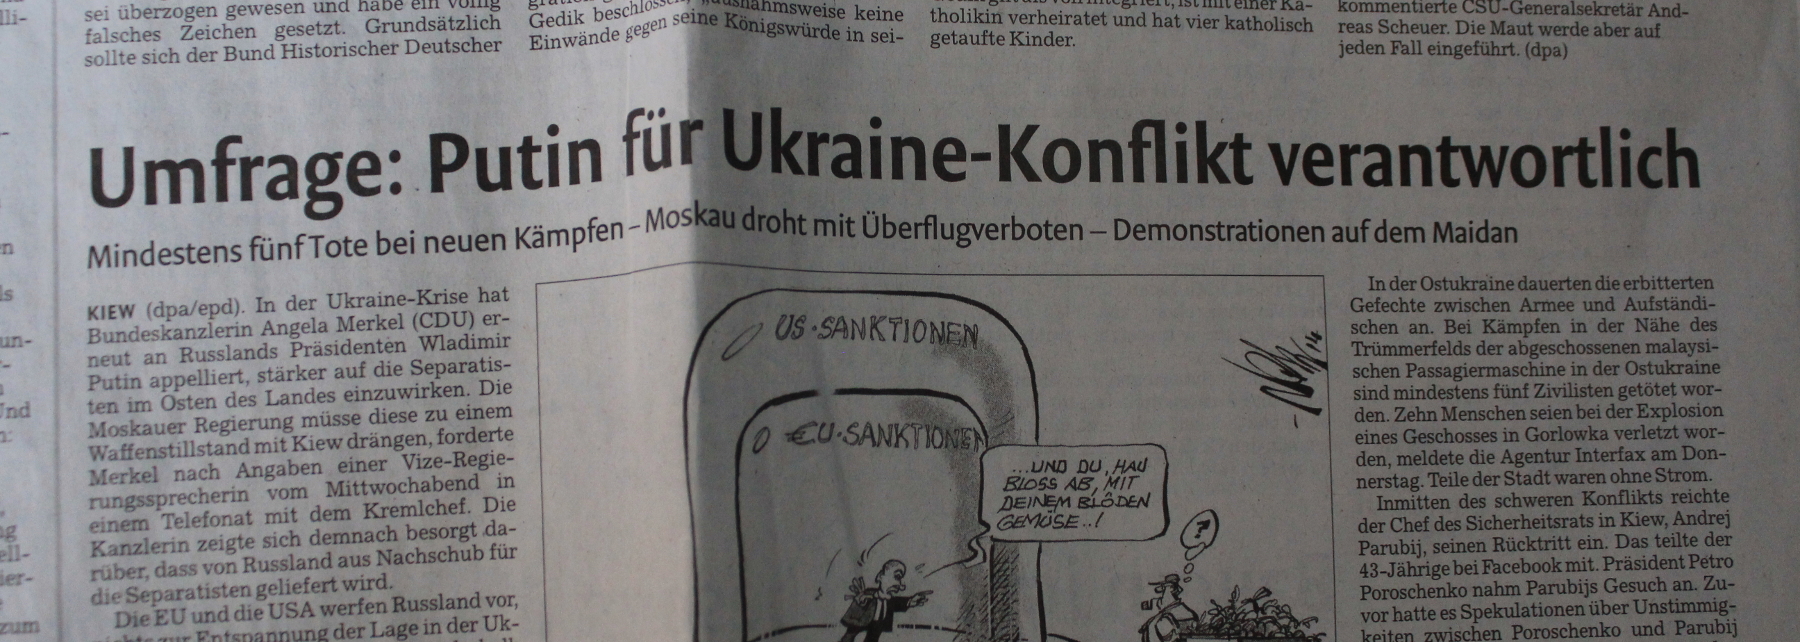 sei überzogen gewesen und habe ein völlig
falsches Zeichen gesetzt. Grundsätzlich
sollte sich der Bund Historischer Deutscher
Gedik beschlossen, „ausnahmsweise keine
Einwände gegen seine Königswürde in sei-
tholikin verheiratet und hat vier katholisch
getaufte Kinder.
kommentierte CSU-Generalsekretär And-
reas Scheuer. Die Maut werde aber auf
jeden Fall eingeführt. (dpa)
Umfrage: Putin für Ukraine-Konflikt verantwortlich
Mindestens fünf Tote bei neuen Kämpfen – Moskau droht mit Überflugverboten – Demonstrationen auf dem Maidan
KIEW (dpa/epd). In der Ukraine-Krise hat
Bundeskanzlerin Angela Merkel (CDU) er-
neut an Russlands Präsidenten Wladimir
Putin appelliert, stärker auf die Separatis-
ten im Osten des Landes einzuwirken. Die
Moskauer Regierung müsse diese zu einem
Waffenstillstand mit Kiew drängen, forderte
Merkel nach Angaben einer Vize-Regie-
rungssprecherin vom Mittwochabend in
einem Telefonat mit dem Kremlchef. Die
Kanzlerin zeigte sich demnach besorgt da-
rüber, dass von Russland aus Nachschub für
die Separatisten geliefert wird.
Die EU und die USA werfen Russland vor,
nichts zur Entspannung der Lage in der Uk-
US-SANKTIONEN
€U-SANKTIONEN
...UND DU, HAU
BLOSS AB, MIT
DEINEM BLÖDEN
GEMÜSE..!
?!
In der Ostukraine dauerten die erbitterten
Gefechte zwischen Armee und Aufständi-
schen an. Bei Kämpfen in der Nähe des
Trümmerfelds der abgeschossenen malaysi-
schen Passagiermaschine in der Ostukraine
sind mindestens fünf Zivilisten getötet wor-
den. Zehn Menschen seien bei der Explosion
eines Geschosses in Gorlowka verletzt wor-
den, meldete die Agentur Interfax am Don-
nerstag. Teile der Stadt waren ohne Strom.
Inmitten des schweren Konflikts reichte
der Chef des Sicherheitsrats in Kiew, Andrej
Parubij, seinen Rücktritt ein. Das teilte der
43-Jährige bei Facebook mit. Präsident Petro
Poroschenko nahm Parubijs Gesuch an. Zu-
vor hatte es Spekulationen über Unstimmig-
keiten zwischen Poroschenko und Parubij